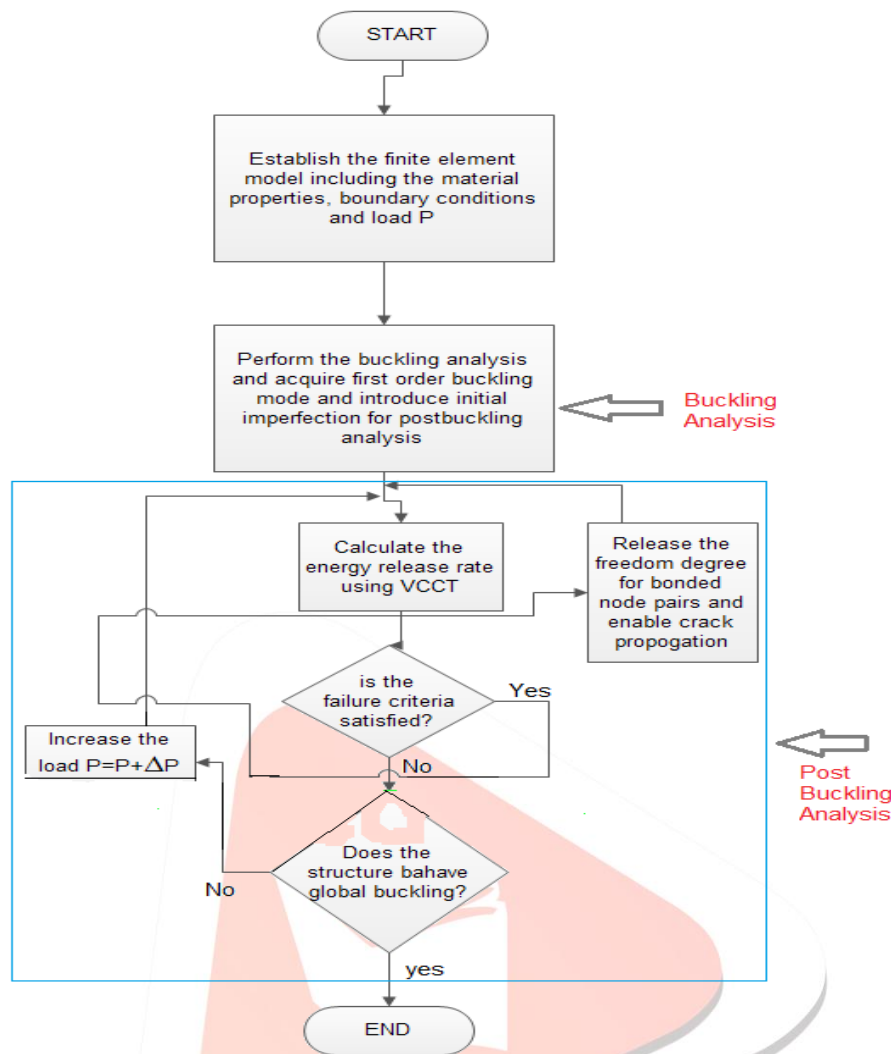 START
Establish the finite element
model including the material
properties, boundary conditions
and load P
Perform the buckling analysis
and acquire first order buckling
mode and introduce initial
imperfection for postbuckling
analysis
Buckling
Analysis
Calculate the
energy release rate
using VCCT
Release the
freedom degree
for bonded
node pairs and
enable crack
propogation
is the
failure criteria
satisfied?
Yes
No
Increase the
load P=P+ΔP
Post
Buckling
Analysis
Does the
structure bahave
global buckling?
No
yes
END